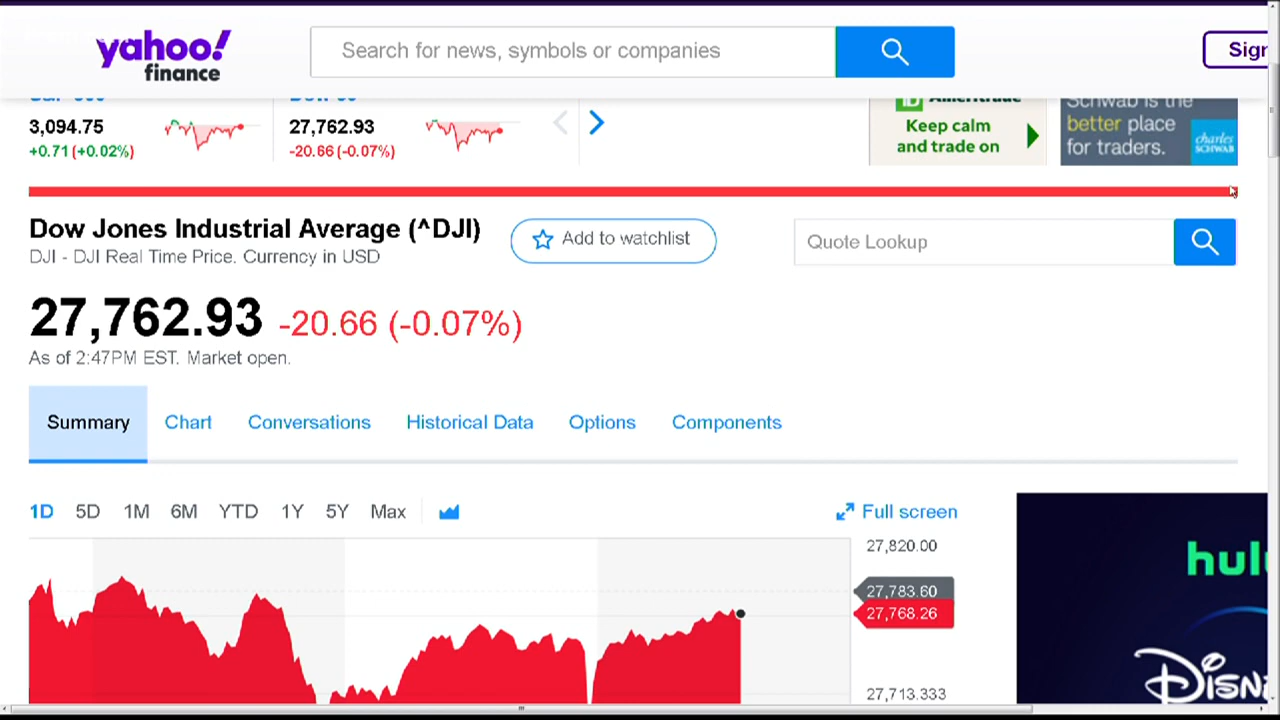 yahoo!
finance
Search for news, symbols or companies
Sign
3,094.75
+0.71 (+0.02%)
27,762.93
-20.66 (-0.07%)
Ameritrade
Keep calm
and trade on
Schwab is the
better place
for traders.
charles
SCHWAB
Dow Jones Industrial Average (^DJI)
DJI - DJI Real Time Price. Currency in USD
Add to watchlist
Quote Lookup
27,762.93 -20.66 (-0.07%)
As of 2:47PM EST. Market open.
Summary Chart Conversations Historical Data Options Components
1D 5D 1M 6M YTD 1Y 5Y Max
Full screen
27,820.00
27,783.60
27,768.26
27,713.333
hulu
Disn